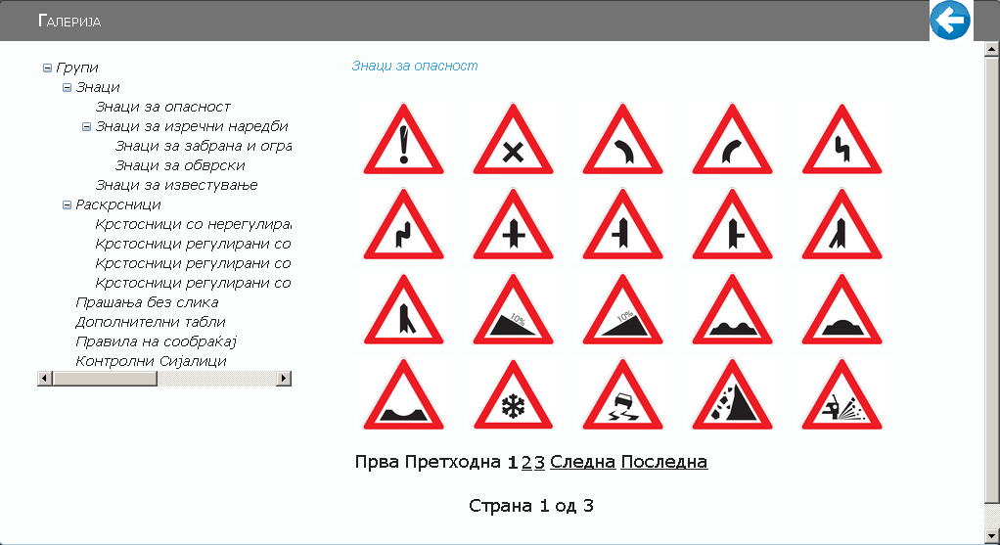 Галерија
Групи
Знаци
Знаци за опасност
Знаци за изречни наредби
Знаци за забрана и огра
Знаци за обврски
Знаци за известување
Раскрсници
Крстосници со нерегулира
Крстосници регулирани со
Крстосници регулирани со
Крстосници регулирани со
Прашања без слика
Дополнителни табли
Правила на сообраќај
Контролни Сијалици
Знаци за опасност
10%
10%
Прва Претходна 1 2 3 Следна Последна
Страна 1 од 3